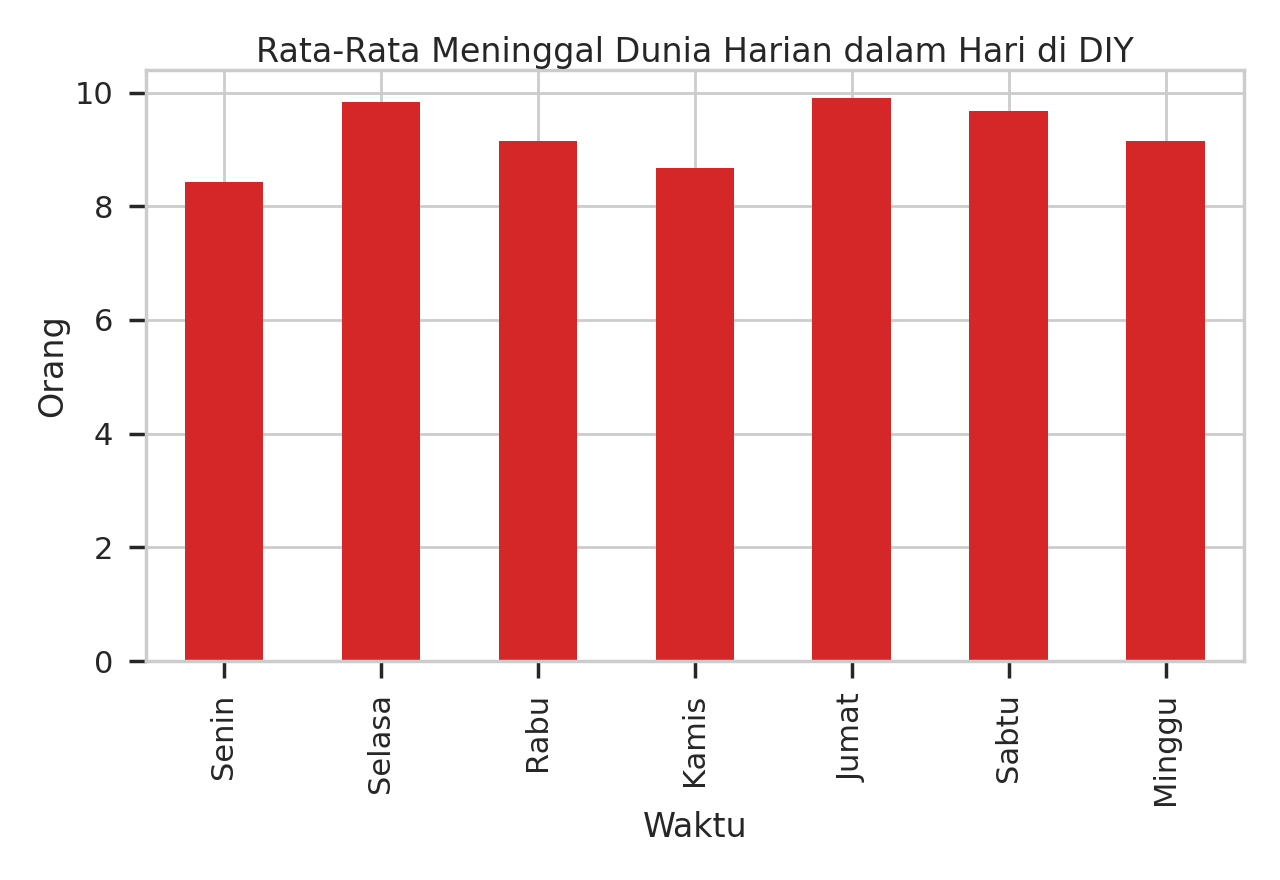 Rata-Rata Meninggal Dunia Harian dalam Hari di DIY
10
8
6
4
2
0
Orang
Senin
Selasa
Rabu
Kamis
Jumat
Sabtu
Minggu
Waktu